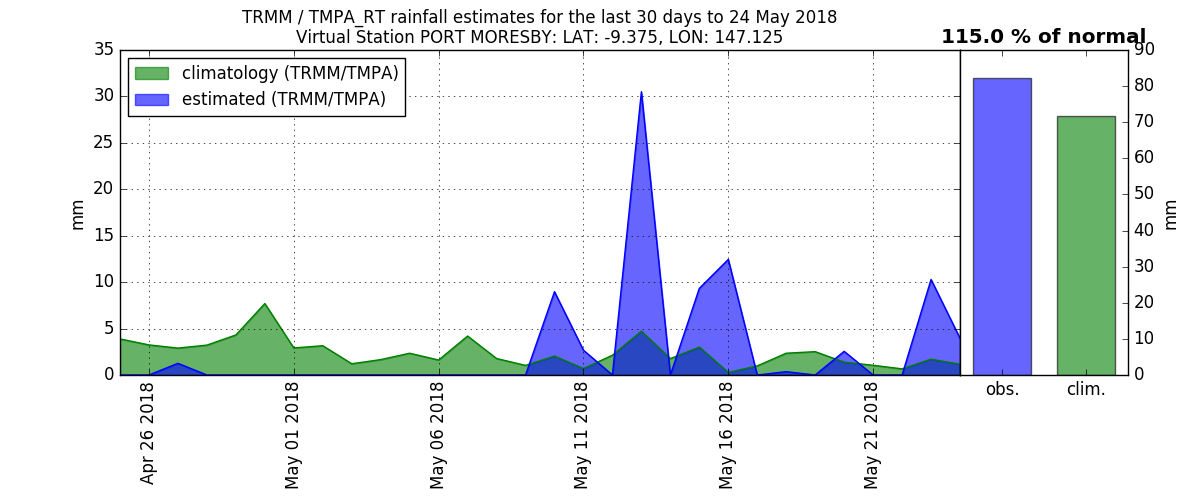 TRMM / TMPA_RT rainfall estimates for the last 30 days to 24 May 2018
Virtual Station PORT MORESBY: LAT: -9.375, LON: 147.125
115.0 % of normal
climatology (TRMM/TMPA)
estimated (TRMM/TMPA)
35
30
25
20
15
10
5
0
mm
Apr 26 2018
May 01 2018
May 06 2018
May 11 2018
May 16 2018
May 21 2018
obs.
clim.
90
80
70
60
50
40
30
20
10
0
mm